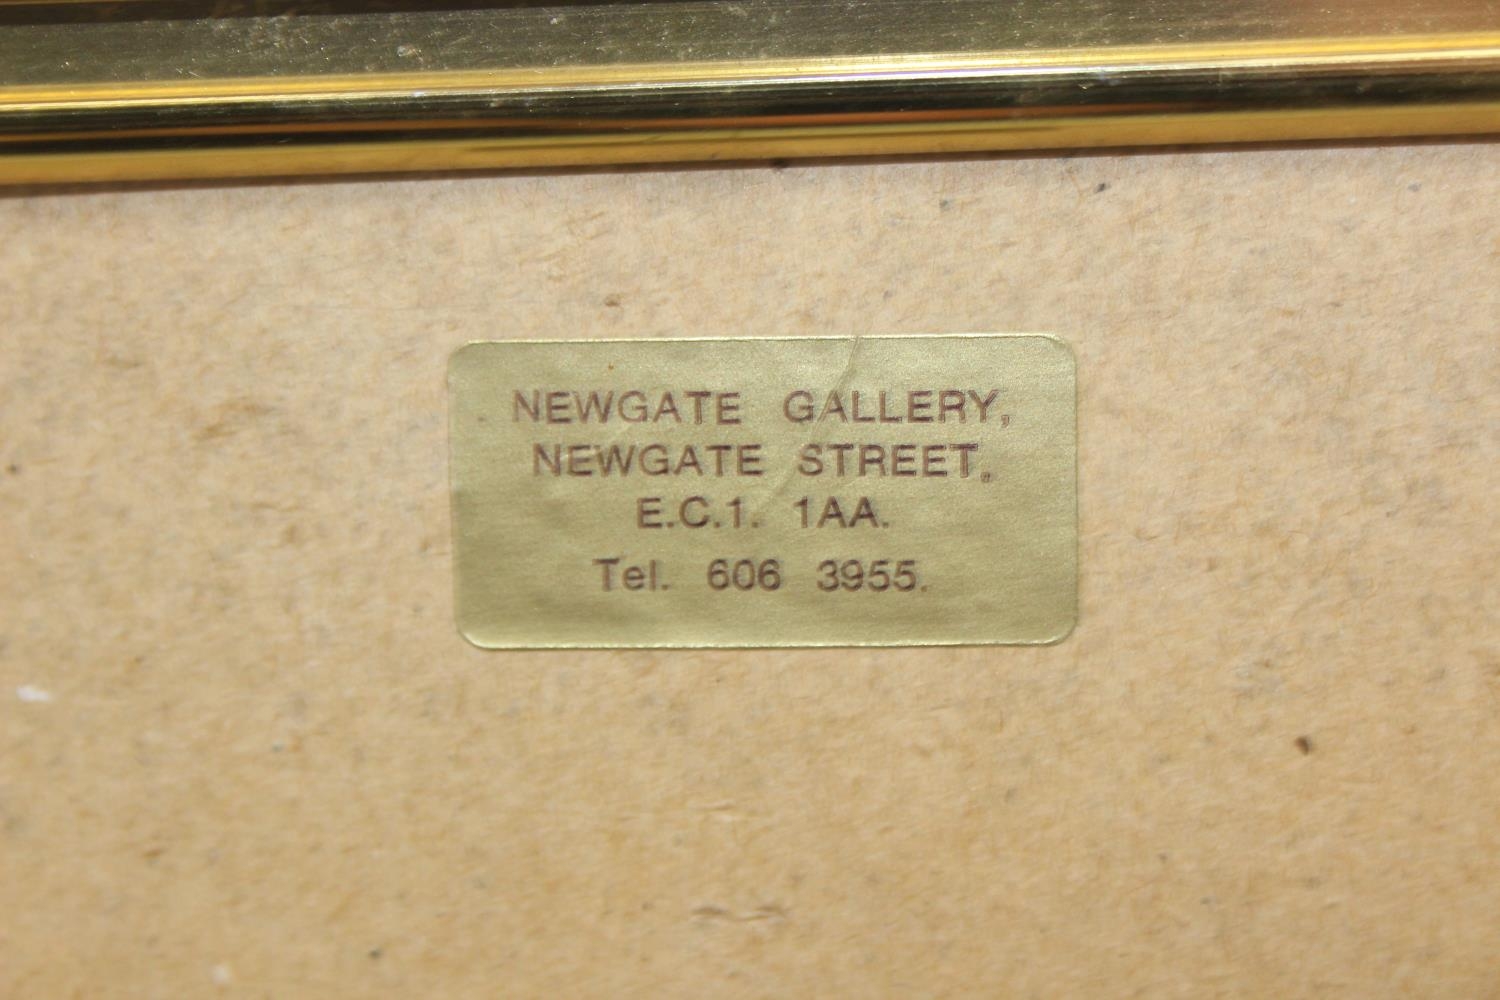 NEWGATE GALLERY,
NEWGATE STREET,
E.C.1. 1AA.
Tel. 606 3955.